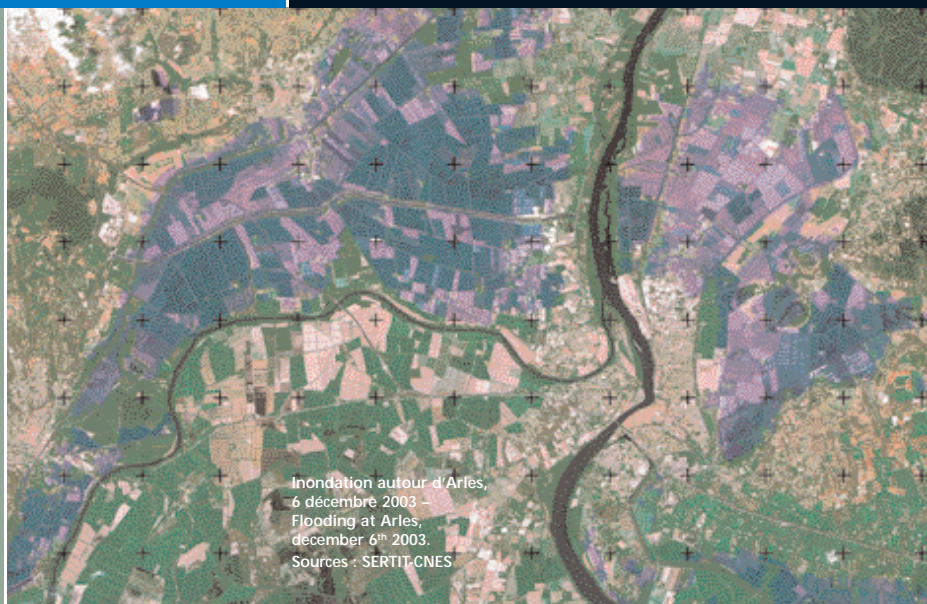 Inondation autour d'Arles,
6 décembre 2003 –
Flooding at Arles,
december 6th 2003.
Sources : SERTIT-CNES